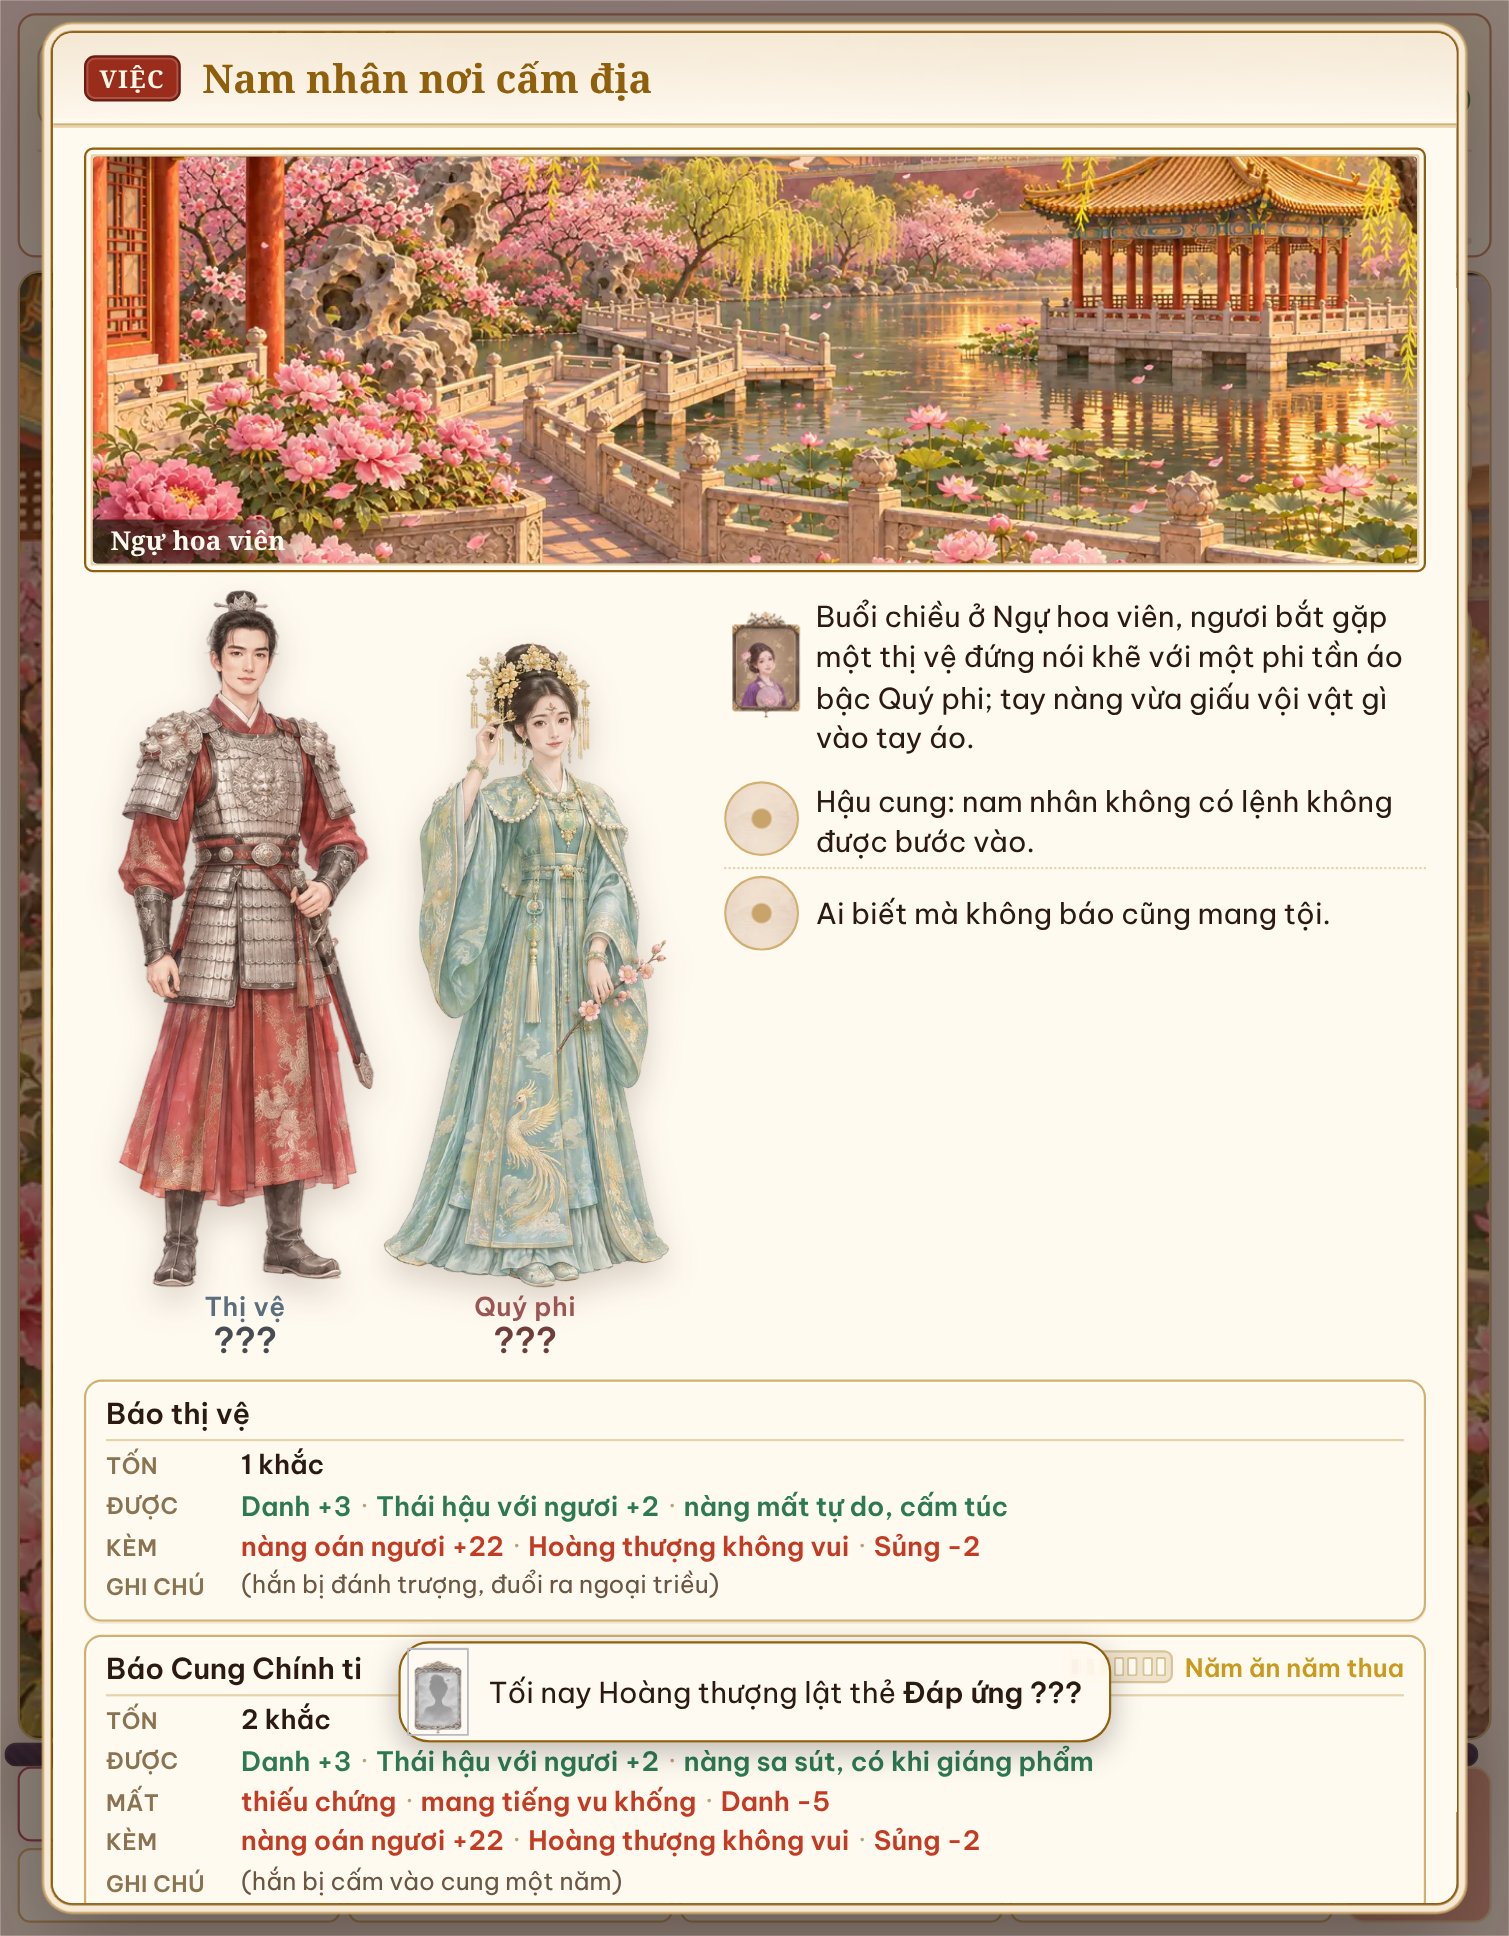 VIỆC Nam nhân nơi cấm địa
Ngự hoa viên
Buổi chiều ở Ngự hoa viên, ngươi bắt gặp
một thị vệ đứng nói khẽ với một phi tần áo
bậc Quý phi; tay nàng vừa giấu vội vật gì
vào tay áo.
Hậu cung: nam nhân không có lệnh không
được bước vào.
Ai biết mà không báo cũng mang tội.
Thị vệ
???
Quý phi
???
Báo thị vệ
TỐN 1 khắc
ĐƯỢC Danh +3 · Thái hậu với ngươi +2 · nàng mất tự do, cấm túc
KÈM nàng oán ngươi +22 · Hoàng thượng không vui · Sủng -2
GHI CHÚ (hắn bị đánh trượng, đuổi ra ngoại triều)
Báo Cung Chính ti
Năm ăn năm thua
Tối nay Hoàng thượng lật thẻ Đáp ứng ???
TỐN 2 khắc
ĐƯỢC Danh +3 · Thái hậu với ngươi +2 · nàng sa sút, có khi giáng phẩm
MẤT thiếu chứng · mang tiếng vu khống · Danh -5
KÈM nàng oán ngươi +22 · Hoàng thượng không vui · Sủng -2
GHI CHÚ (hắn bị cấm vào cung một năm)